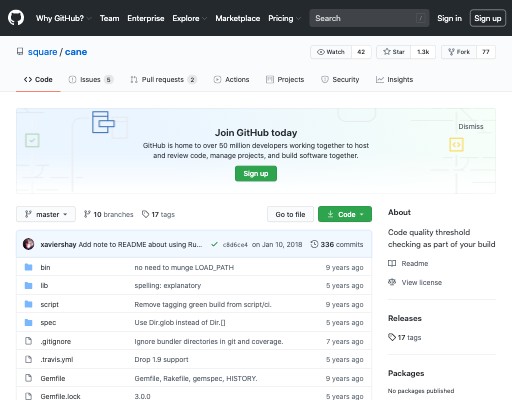 Why GitHub? Team Enterprise Explore Marketplace Pricing Search / Sign in Sign up
square / cane
Watch 42 Star 1.3k Fork 77
Code Issues 5 Pull requests 2 Actions Projects Security Insights
Dismiss
Join GitHub today
GitHub is home to over 50 million developers working together to host
and review code, manage projects, and build software together.
Sign up
master 10 branches 17 tags Go to file Code
xaviershay Add note to README about using Ru... c8d6ce4 on Jan 10, 2018 336 commits
bin no need to munge LOAD_PATH 9 years ago
lib spelling: explanatory 5 years ago
script Remove tagging green build from script/ci. 9 years ago
spec Use Dir.glob instead of Dir.[] 5 years ago
.gitignore Ignore bundler directories in git and coverage. 7 years ago
.travis.yml Drop 1.9 support 5 years ago
Gemfile Gemfile, Rakefile, gemspec, HISTORY. 9 years ago
Gemfile.lock 3.0.0 5 years ago
About
Code quality threshold
checking as part of your build
Readme
View license
Releases
17 tags
Packages
No packages published